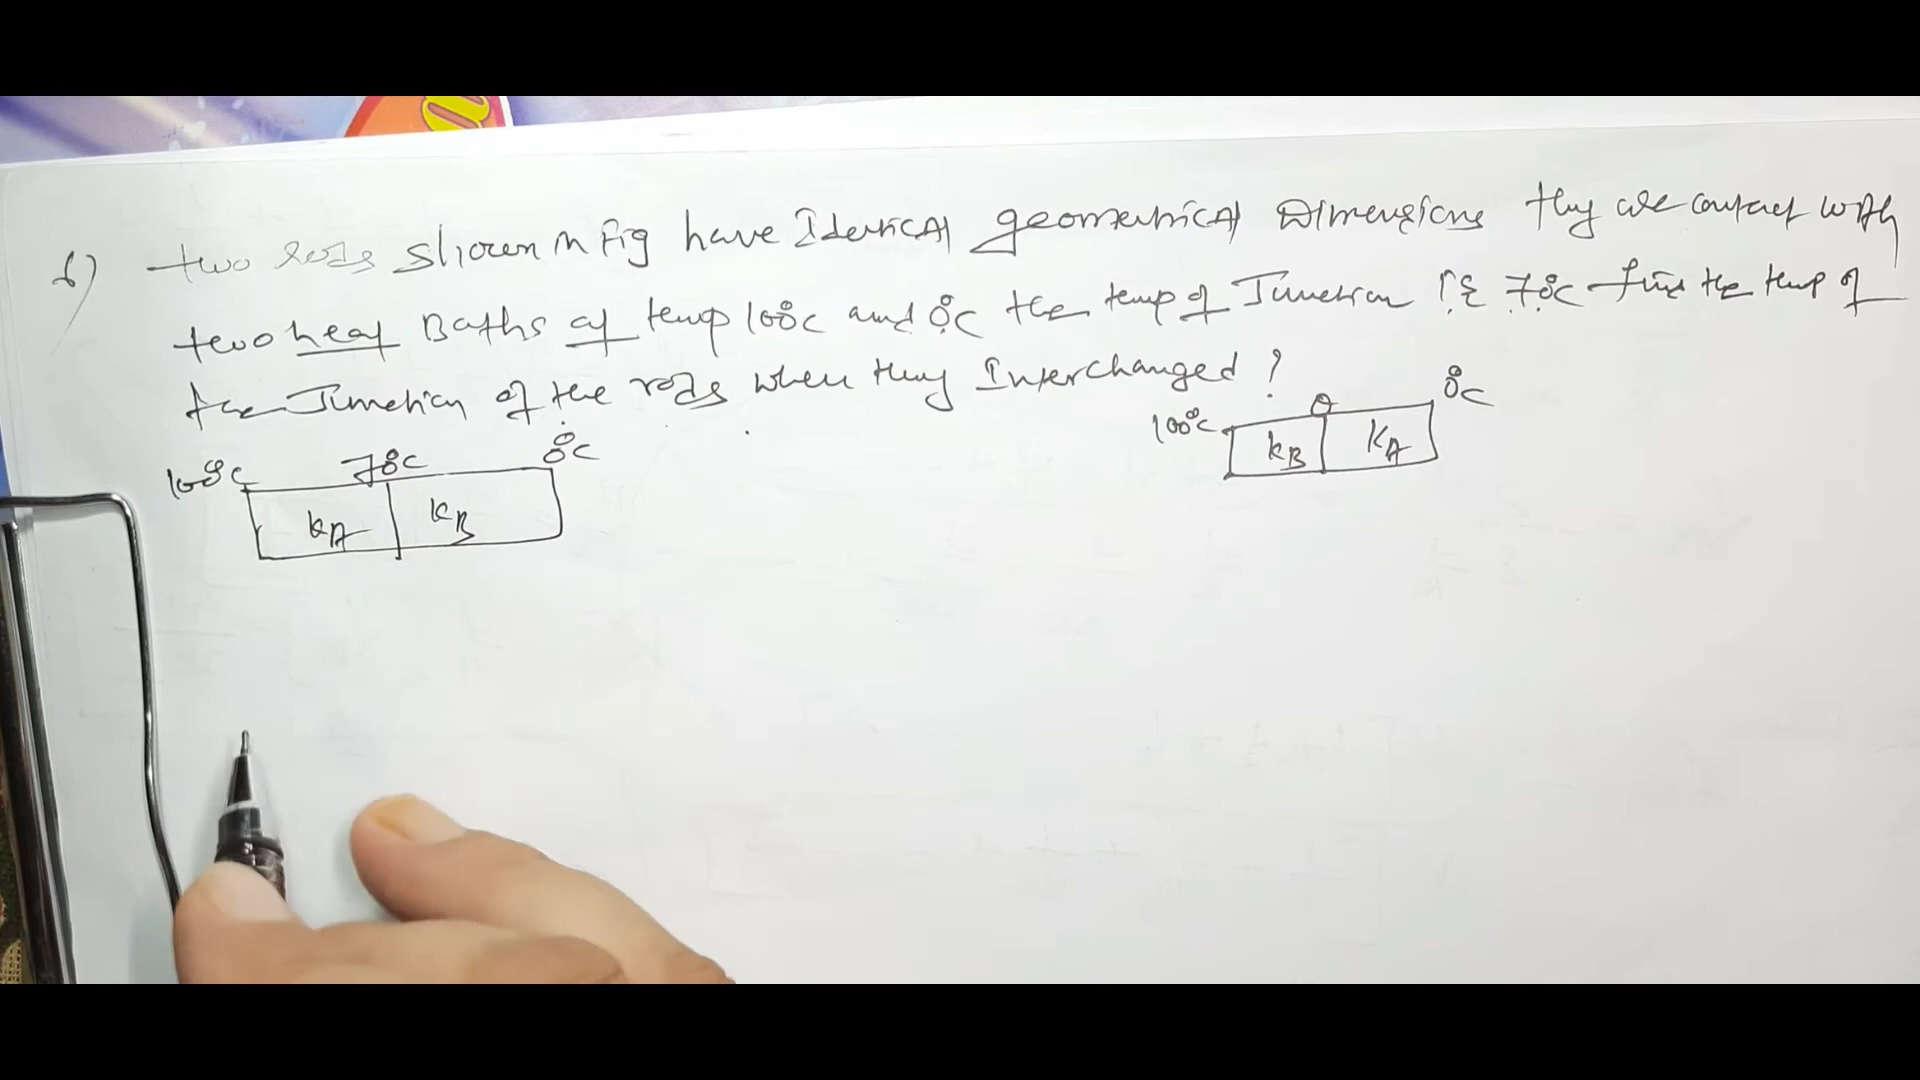 6) two rods shown in fig have Identical geometrical Dimensions they are contact with
two heat Baths at temp 100°C and 0°C the temp of Junction is 70°C find the temp of
the Junction of the rods when they Interchanged ?
100°C 70°C 0°C
KA KB
100°C θ 0°C
KB KA